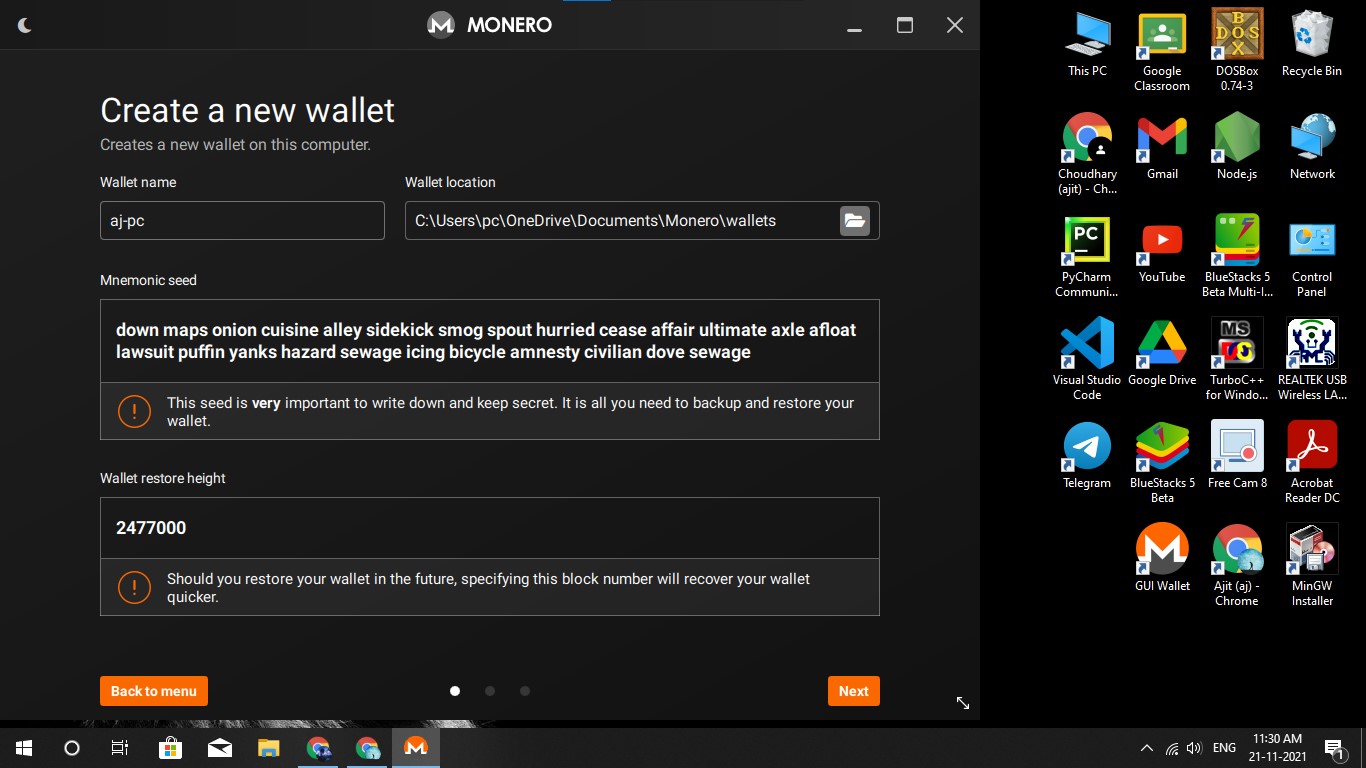 MONERO
Create a new wallet
Creates a new wallet on this computer.
Wallet name
Wallet location
aj-pc
C:\Users\pc\OneDrive\Documents\Monero\wallets
Mnemonic seed
down maps onion cuisine alley sidekick smog spout hurried cease affair ultimate axle afloat
lawsuit puffin yanks hazard sewage icing bicycle amnesty civilian dove sewage
This seed is very important to write down and keep secret. It is all you need to backup and restore your
wallet.
Wallet restore height
2477000
Should you restore your wallet in the future, specifying this block number will recover your wallet
quicker.
Back to menu
Next
This PC
Google
Classroom
BOX
DOS
DOSBox
0.74-3
Recycle Bin
Choudhary
(ajit) - Ch...
Gmail
Node.js
Network
PC
PyCharm
Communi...
YouTube
BlueStacks 5
Beta Multi-I...
Control
Panel
Visual Studio
Code
Google Drive
MS
TurboC++
for Windo...
REALTEK USB
Wireless LA...
Telegram
BlueStacks 5
Beta
Free Cam 8
Acrobat
Reader DC
GUI Wallet
Ajit (aj) -
Chrome
MinGW
Installer
ENG
11:30 AM
21-11-2021
1